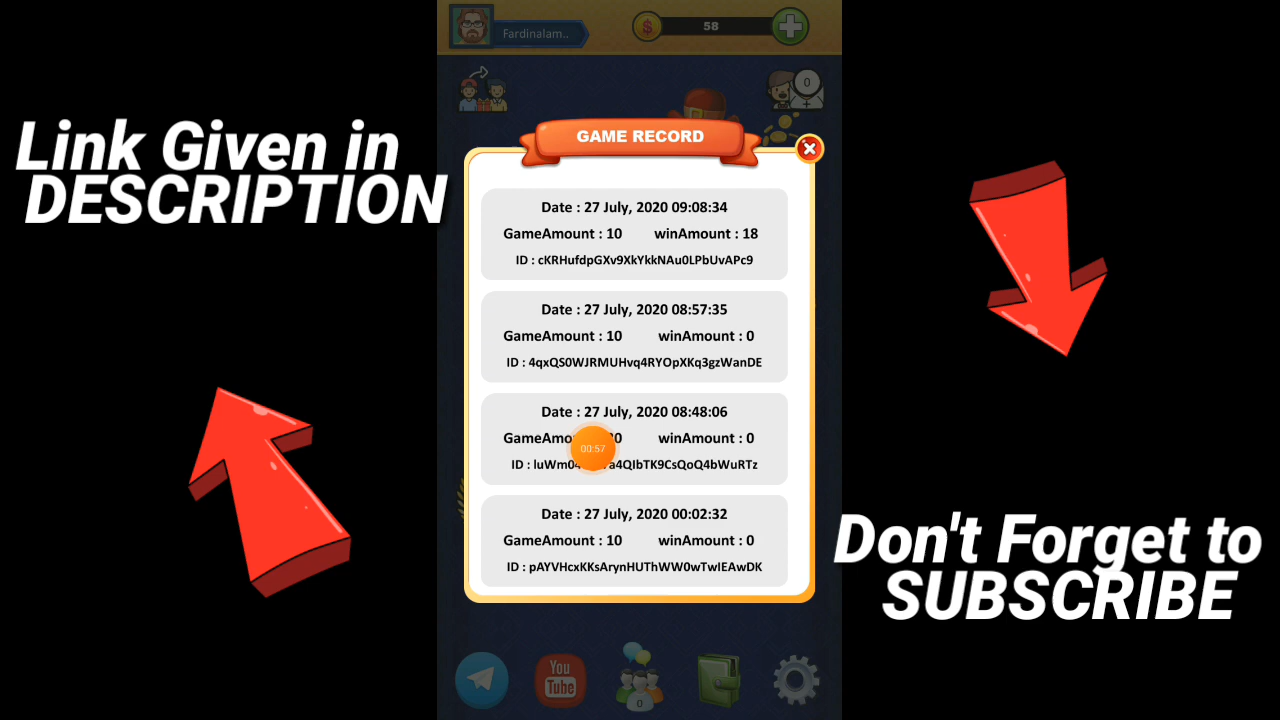 Fardinalam..
58
0
Link Given in
DESCRIPTION
GAME RECORD
Date : 27 July, 2020 09:08:34
GameAmount : 10 winAmount : 18
ID : cKRHufdpGXv9XkYkkNAu0LPbUvAPc9
Date : 27 July, 2020 08:57:35
GameAmount : 10 winAmount : 0
ID : 4qxQS0WJRMUHvq4RYOpXKq3gzWanDE
Date : 27 July, 2020 08:48:06
winAmount : 0
00:57
ID :
Date : 27 July, 2020 00:02:32
GameAmount : 10 winAmount : 0
ID : pAYVHcxKKsArynHUThWW0wTwIEAwDK
Don't Forget to
SUBSCRIBE
You
Tube
0